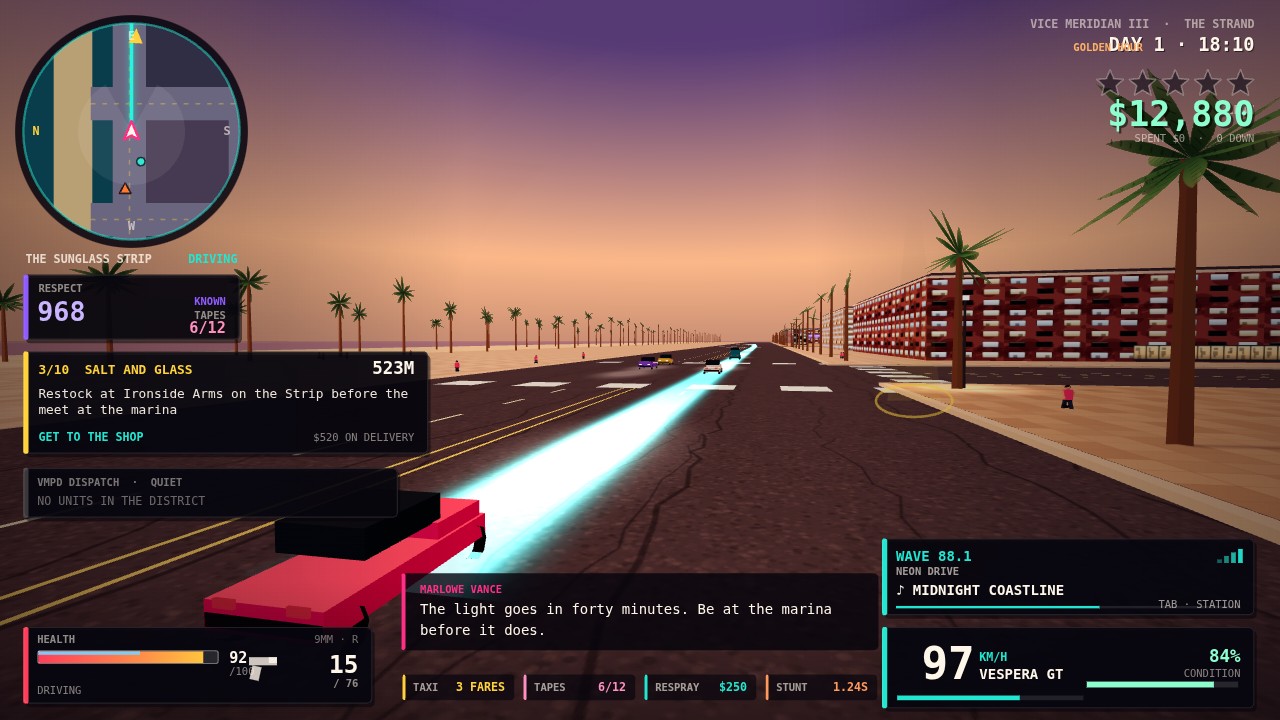 VICE MERIDIAN III · THE STRAND
GOLDEN HOUR
DAY 1 · 18:10
$12,880
SPENT $0 · 0 DOWN
E
N
S
W
THE SUNGLASS STRIP DRIVING
RESPECT
968
KNOWN
TAPES
6/12
3/10 SALT AND GLASS 523M
Restock at Ironside Arms on the Strip before the
meet at the marina
GET TO THE SHOP $520 ON DELIVERY
VMPD DISPATCH · QUIET
NO UNITS IN THE DISTRICT
WAVE 88.1
NEON DRIVE
♪ MIDNIGHT COASTLINE
TAB · STATION
MARLOWE VANCE
The light goes in forty minutes. Be at the marina
before it does.
HEALTH 9MM · R
92
/100
15
/ 76
DRIVING
TAXI 3 FARES
TAPES 6/12
RESPRAY $250
STUNT 1.24S
97 KM/H
VESPERA GT
84%
CONDITION